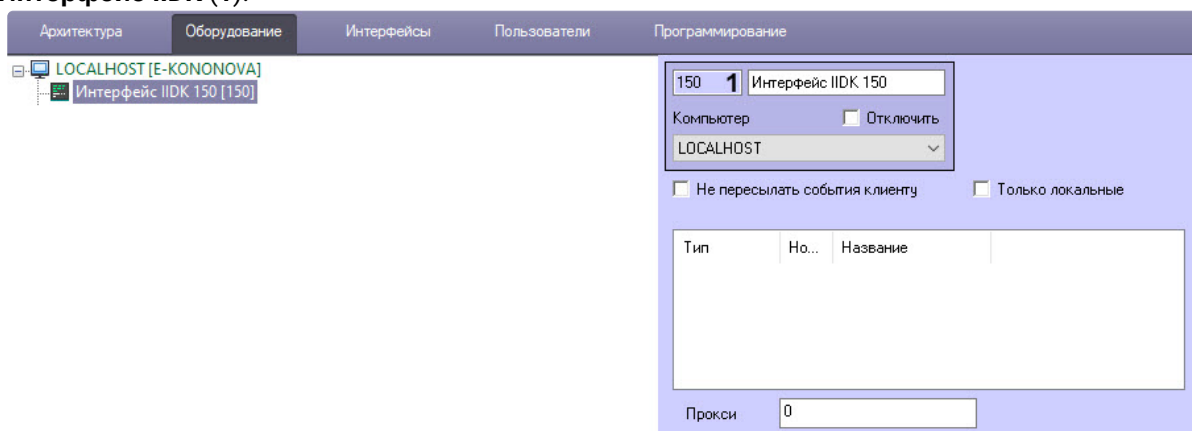 Интерфейс IIDK (1).
Архитектура Оборудование Интерфейсы Пользователи Программирование
LOCALHOST [E-KONONOVA]
Интерфейс IIDK 150 [150]
150 1 Интерфейс IIDK 150
Компьютер Отключить
LOCALHOST
Не пересылать события клиенту Только локальные
Тип Но... Название
Прокси 0